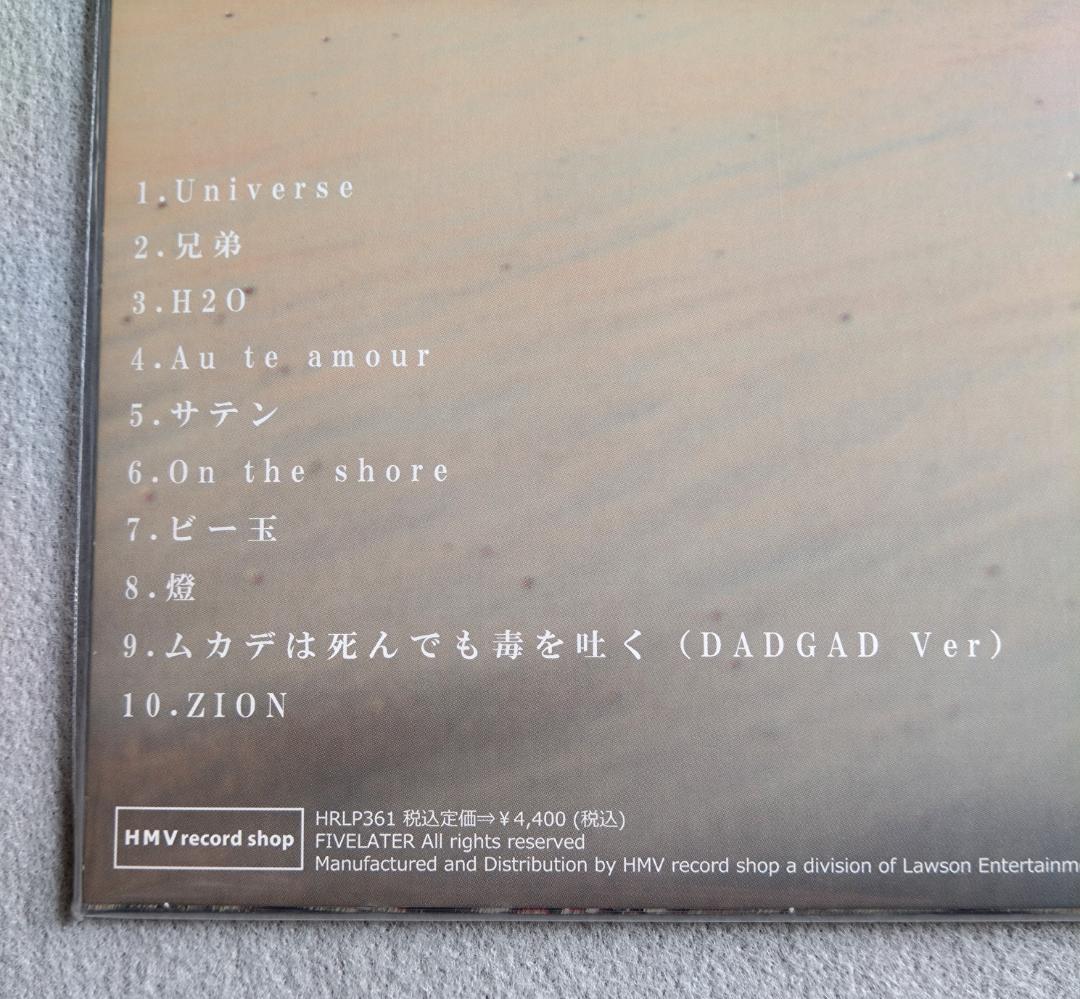 1.Universe
2.兄弟
3.H2O
4.Au te amour
5.サテン
6.On the shore
7.ビー玉
8.燈
9.ムカデは死んでも毒を吐く（DADGAD Ver）
10.ZION
HMV record shop
HRLP361 税込定価⇒¥4,400 (税込)
FIVELATER All rights reserved
Manufactured and Distribution by HMV record shop a division of Lawson